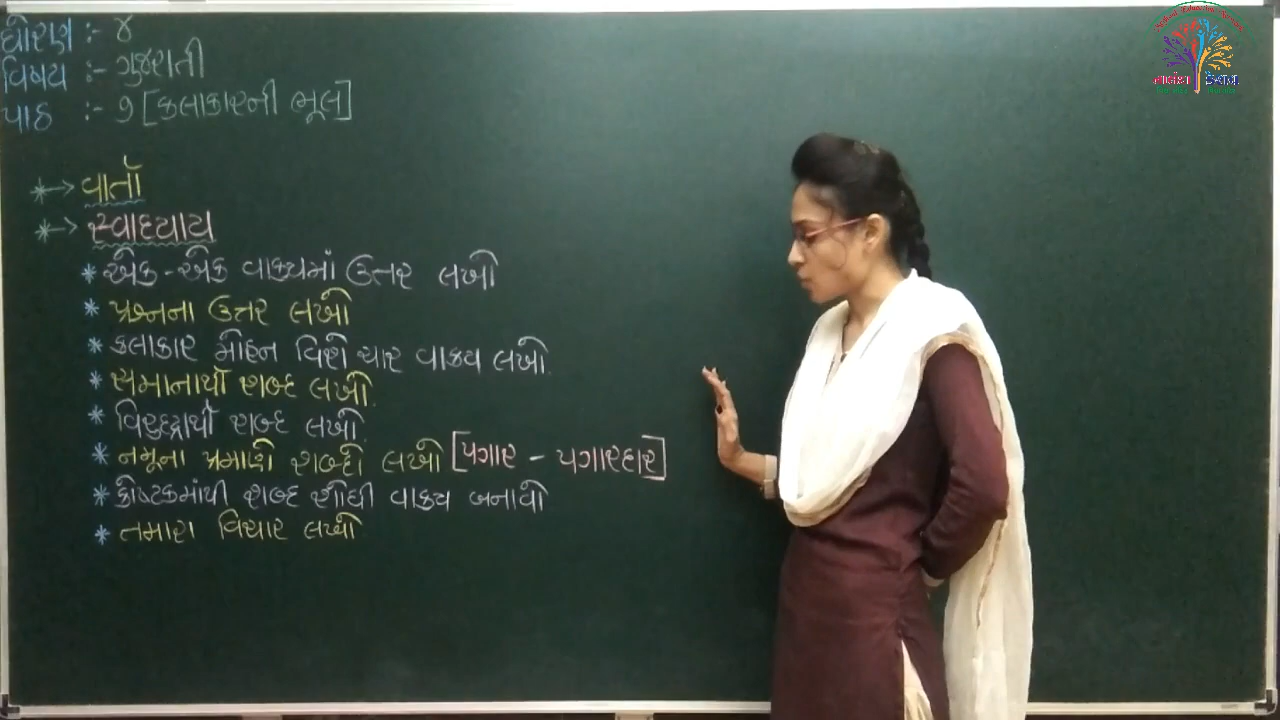 ધોરણ :- ૪
વિષય :- ગુજરાતી
પાઠ :- ૭ [કલાકારની ભૂલ]
* → વાર્તા
* → સ્વાધ્યાય
* એક-એક વાક્યમાં ઉત્તર લખો
* પ્રશ્નના ઉત્તર લખો
* કલાકાર મોહન વિશે ચાર વાક્ય લખો.
* સમાનાર્થી શબ્દ લખો.
* વિરુદ્ધાર્થી શબ્દ લખો.
* નમૂના પ્રમાણે શબ્દો લખો [પગાર - પગારદાર]
* કોષ્ટકમાંથી શબ્દ શોધી વાક્ય બનાવો
* તમારા વિચાર લખો.